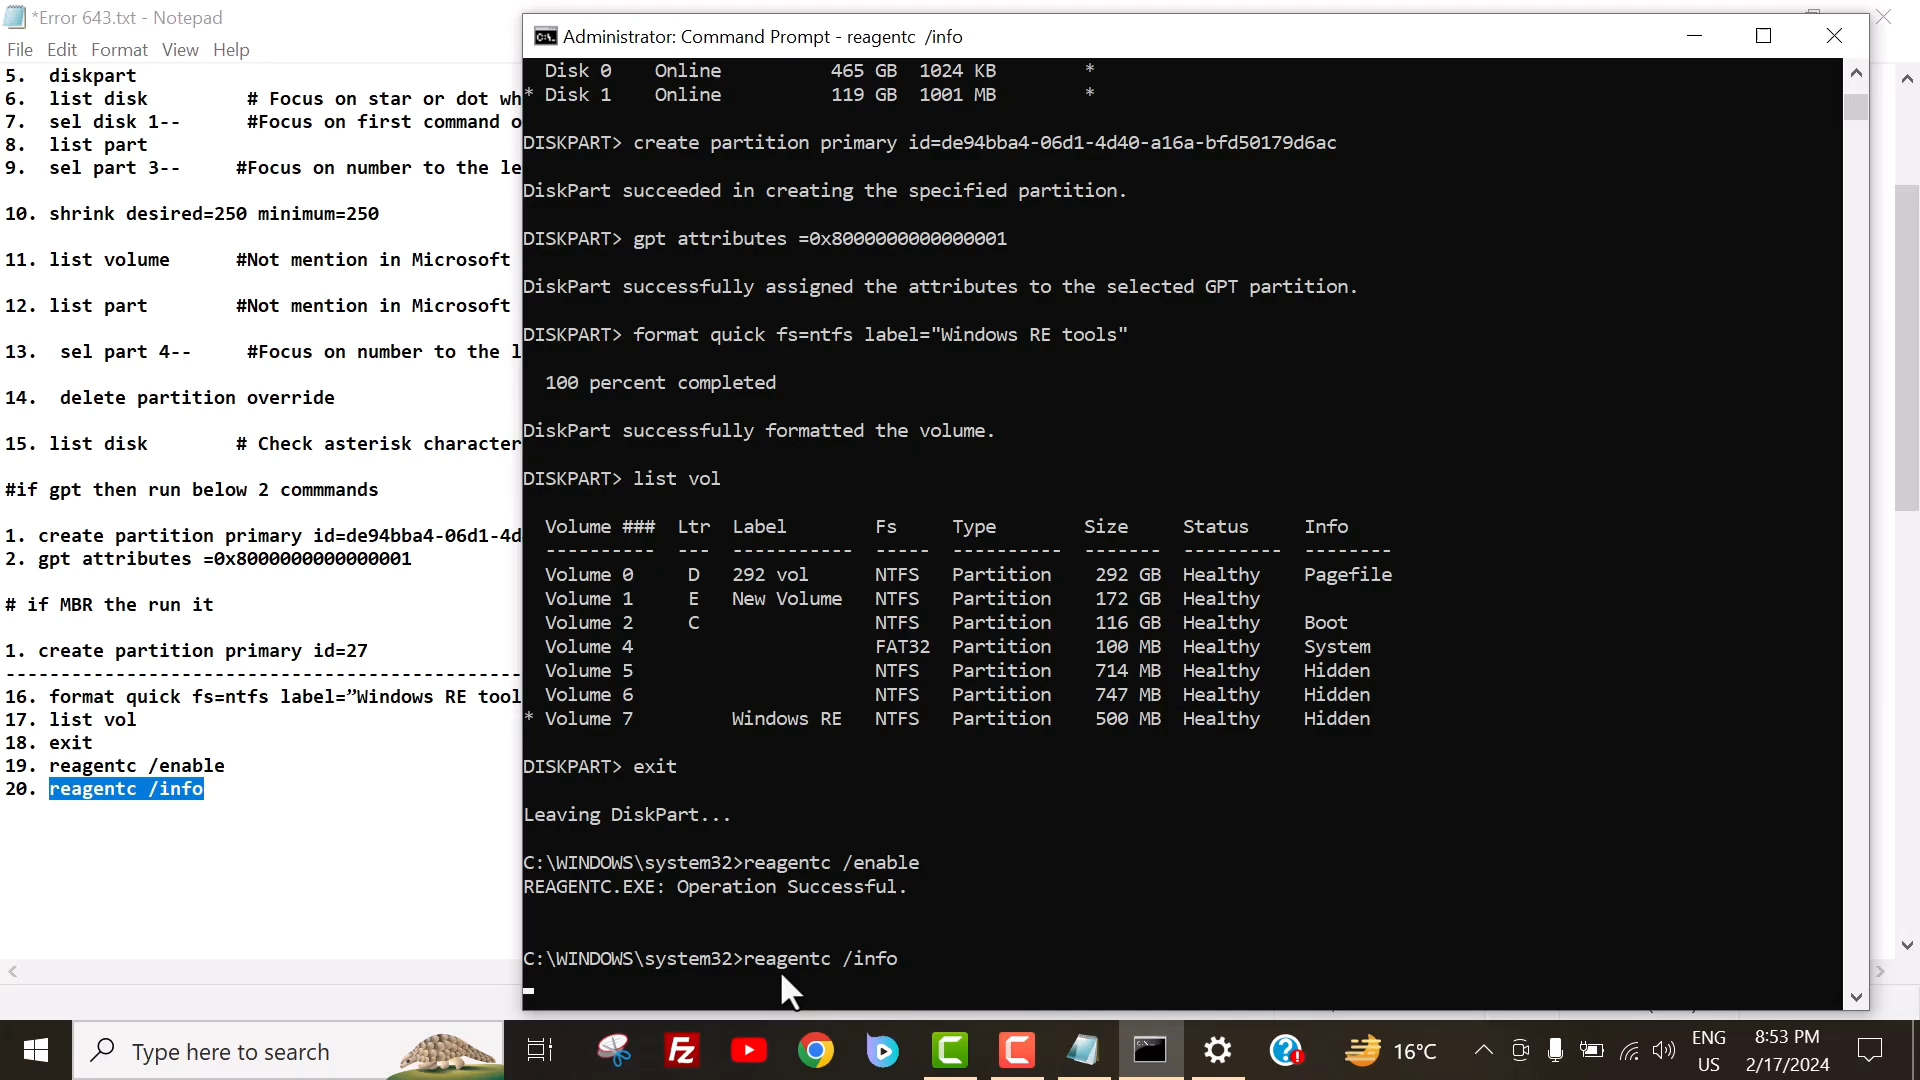 *Error 643.txt - Notepad
File Edit Format View Help
5. diskpart
6. list disk # Focus on star or dot wh
7. sel disk 1-- #Focus on first command o
8. list part
9. sel part 3-- #Focus on number to the le
10. shrink desired=250 minimum=250
11. list volume #Not mention in Microsoft
12. list part #Not mention in Microsoft
13. sel part 4-- #Focus on number to the l
14. delete partition override
15. list disk # Check asterisk character
#if gpt then run below 2 commmands
1. create partition primary id=de94bba4-06d1-4d
2. gpt attributes =0x8000000000000001
# if MBR the run it
1. create partition primary id=27
--------------------------------------------------
16. format quick fs=ntfs label=”Windows RE tool
17. list vol
18. exit
19. reagentc /enable
20. reagentc /info
Administrator: Command Prompt - reagentc /info
Disk 0 Online 465 GB 1024 KB *
* Disk 1 Online 119 GB 1001 MB *
DISKPART> create partition primary id=de94bba4-06d1-4d40-a16a-bfd50179d6ac
DiskPart succeeded in creating the specified partition.
DISKPART> gpt attributes =0x8000000000000001
DiskPart successfully assigned the attributes to the selected GPT partition.
DISKPART> format quick fs=ntfs label="Windows RE tools"
100 percent completed
DiskPart successfully formatted the volume.
DISKPART> list vol
Volume ### Ltr Label Fs Type Size Status Info
---------- --- ----------- ----- ---------- ------- --------- --------
Volume 0 D 292 vol NTFS Partition 292 GB Healthy Pagefile
Volume 1 E New Volume NTFS Partition 172 GB Healthy
Volume 2 C NTFS Partition 116 GB Healthy Boot
Volume 4 FAT32 Partition 100 MB Healthy System
Volume 5 NTFS Partition 714 MB Healthy Hidden
Volume 6 NTFS Partition 747 MB Healthy Hidden
* Volume 7 Windows RE NTFS Partition 500 MB Healthy Hidden
DISKPART> exit
Leaving DiskPart...
C:\WINDOWS\system32>reagentc /enable
REAGENTC.EXE: Operation Successful.
C:\WINDOWS\system32>reagentc /info
Type here to search
Fz
16°C
ENG
US
8:53 PM
2/17/2024